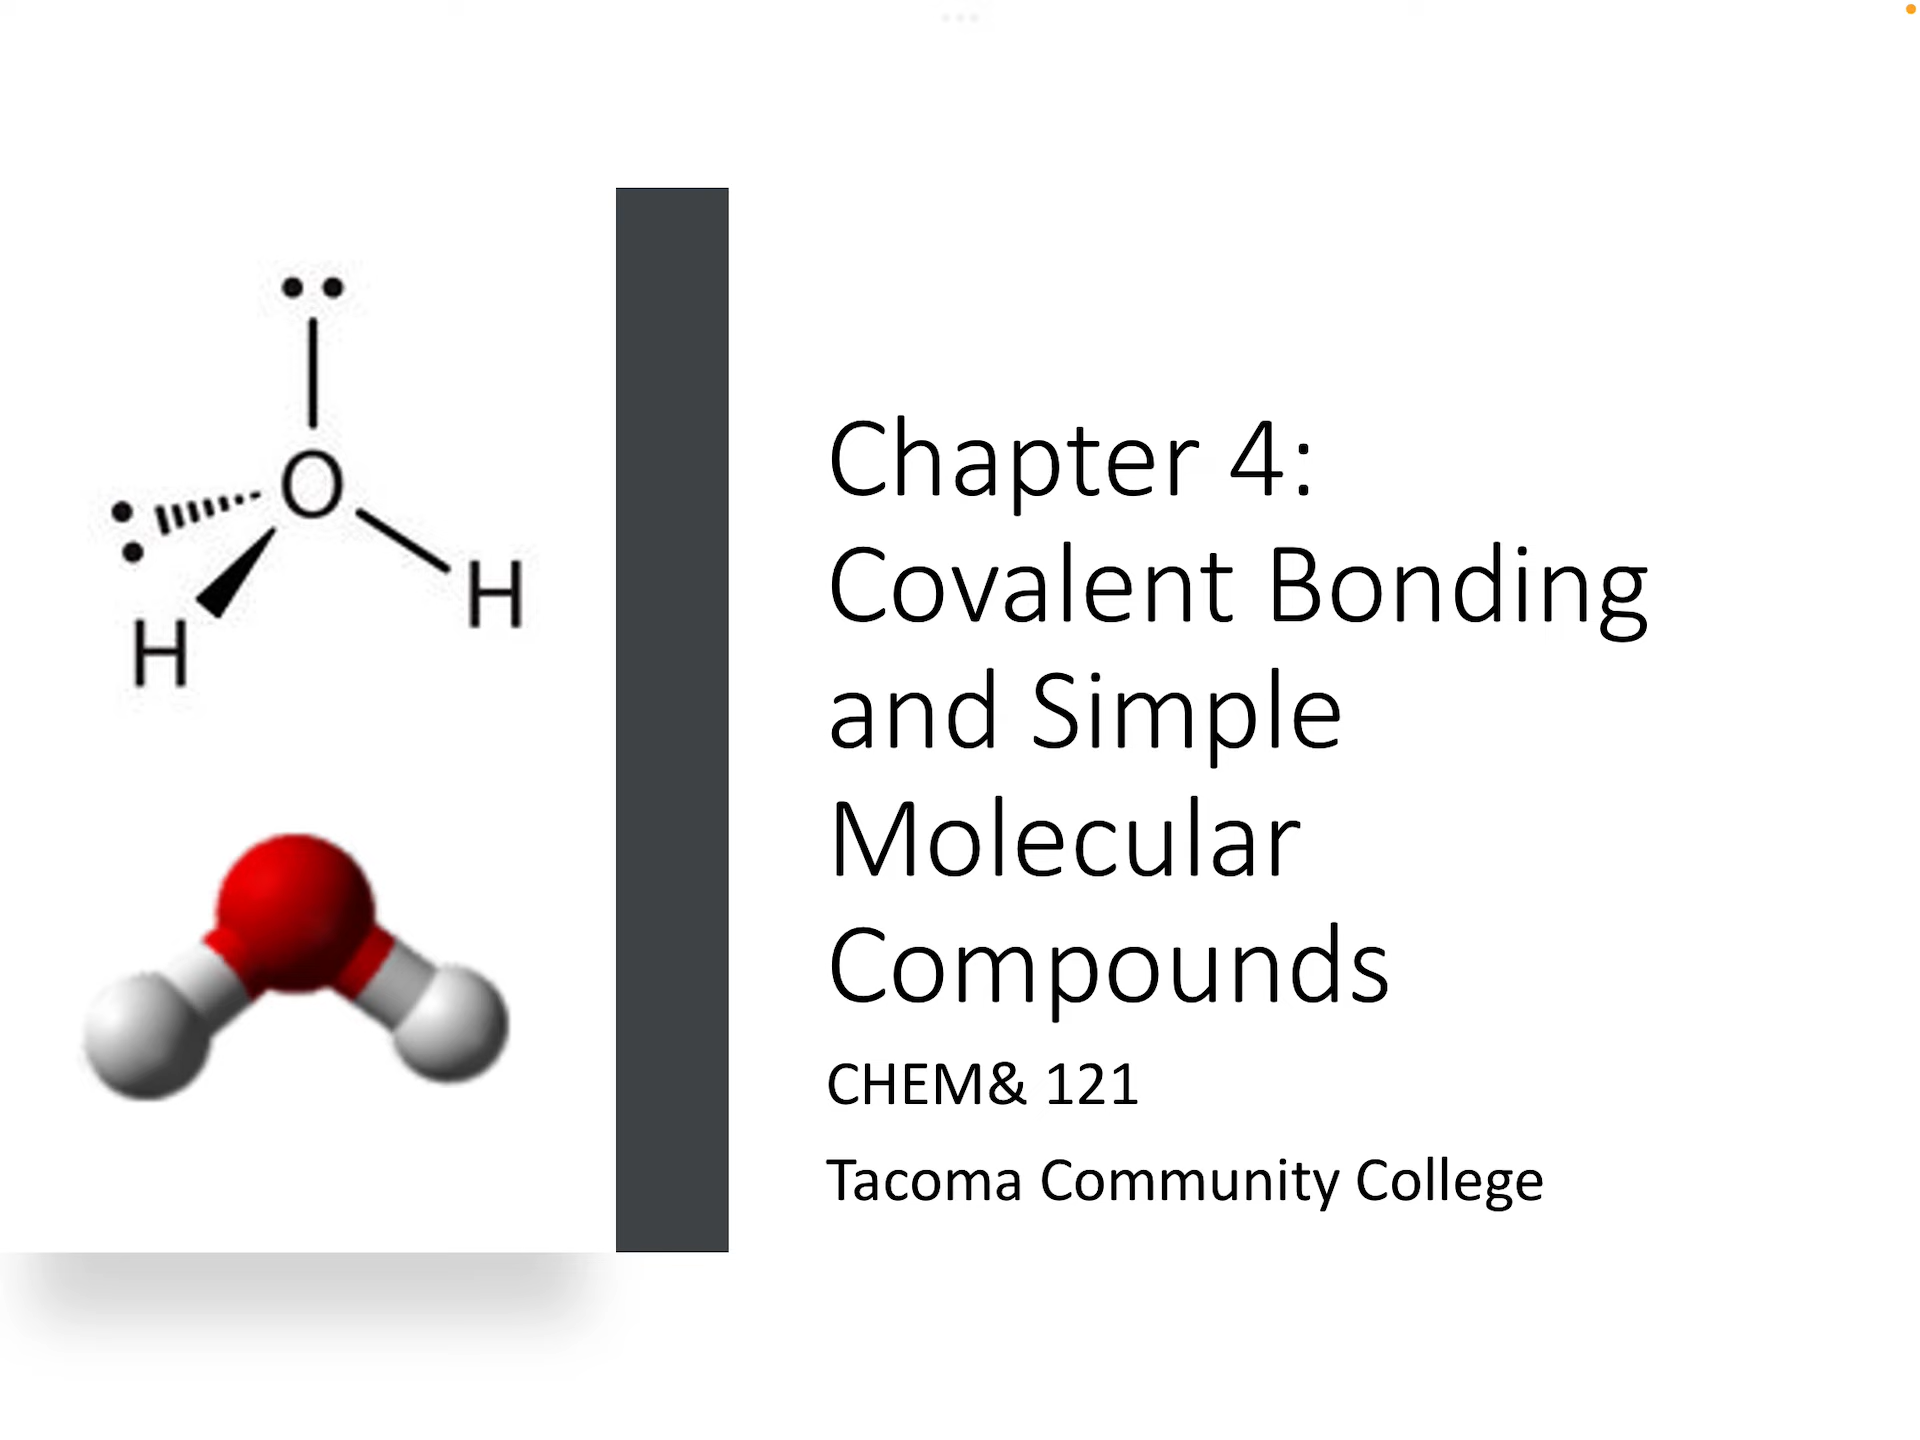 O
H
H
Chapter 4:
Covalent Bonding
and Simple
Molecular
Compounds
CHEM& 121
Tacoma Community College